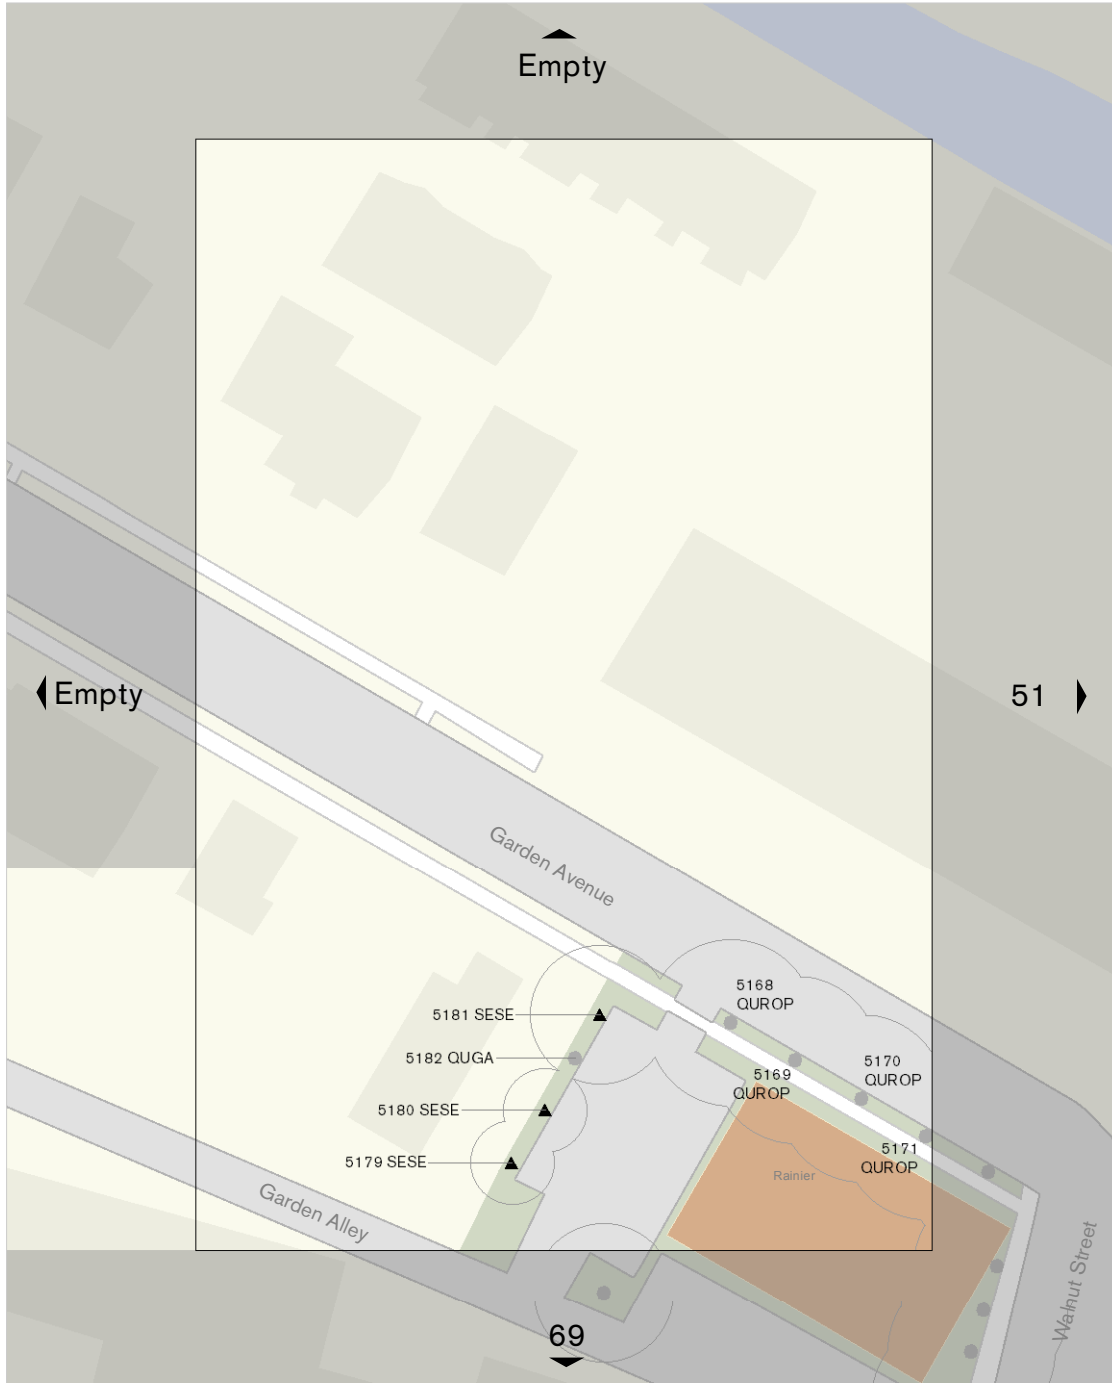 Empty
Empty
51
Garden Avenue
5168
QUROP
5181 SESE
5182 QUGA
5169
QUROP
5170
QUROP
5180 SESE
5171
QUROP
5179 SESE
Rainier
Garden Alley
Walnut Street
69